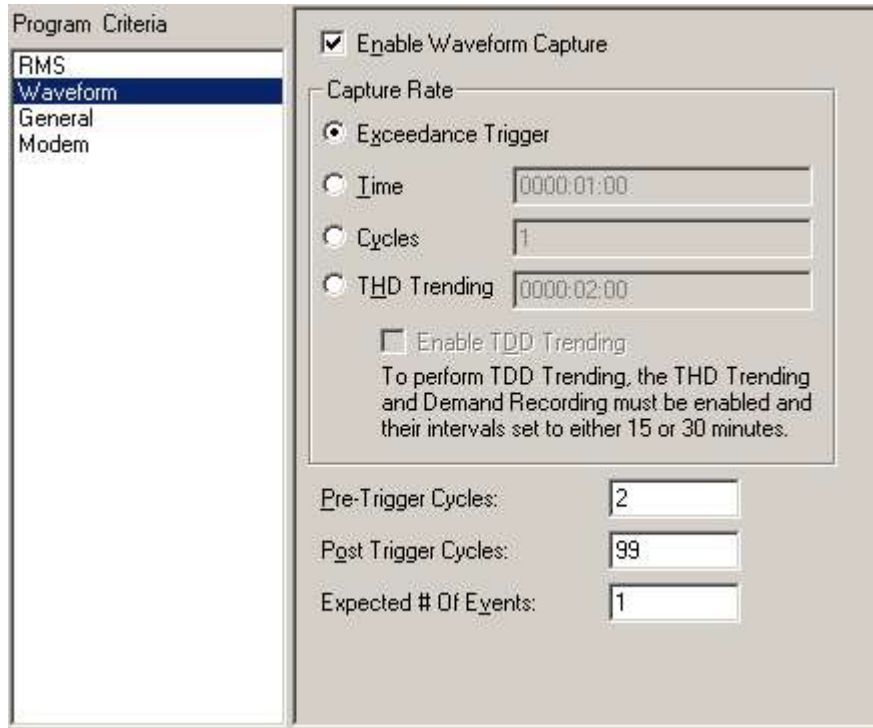 Program Criteria
RMS
Waveform
General
Modem
Enable Waveform Capture
Capture Rate
Exceedance Trigger
Time 0000:01:00
Cycles 1
THD Trending 0000:02:00
Enable TDD Trending
To perform TDD Trending, the THD Trending
and Demand Recording must be enabled and
their intervals set to either 15 or 30 minutes.
Pre-Trigger Cycles: 2
Post Trigger Cycles: 99
Expected # Of Events: 1